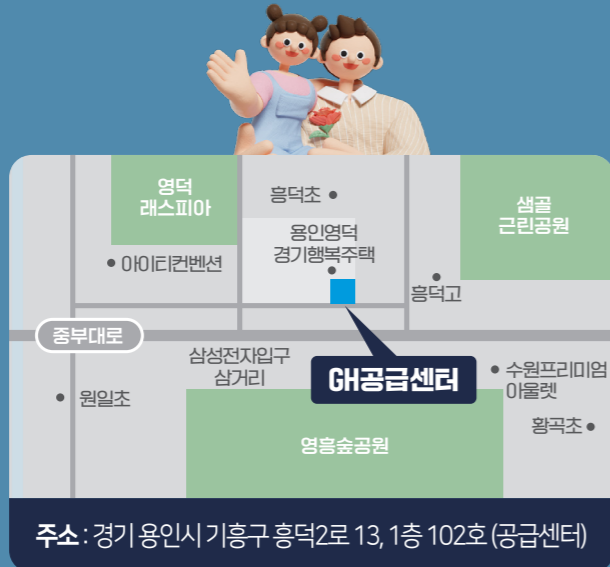 영덕
래스피아
흥덕초
샘골
근린공원
용인영덕
경기행복주택
아이티컨벤션
흥덕고
중부대로
삼성전자입구
삼거리
GH공급센터
수원프리미엄
아울렛
원일초
황곡초
영흥숲공원
주소 : 경기 용인시 기흥구 흥덕2로 13, 1층 102호 (공급센터)